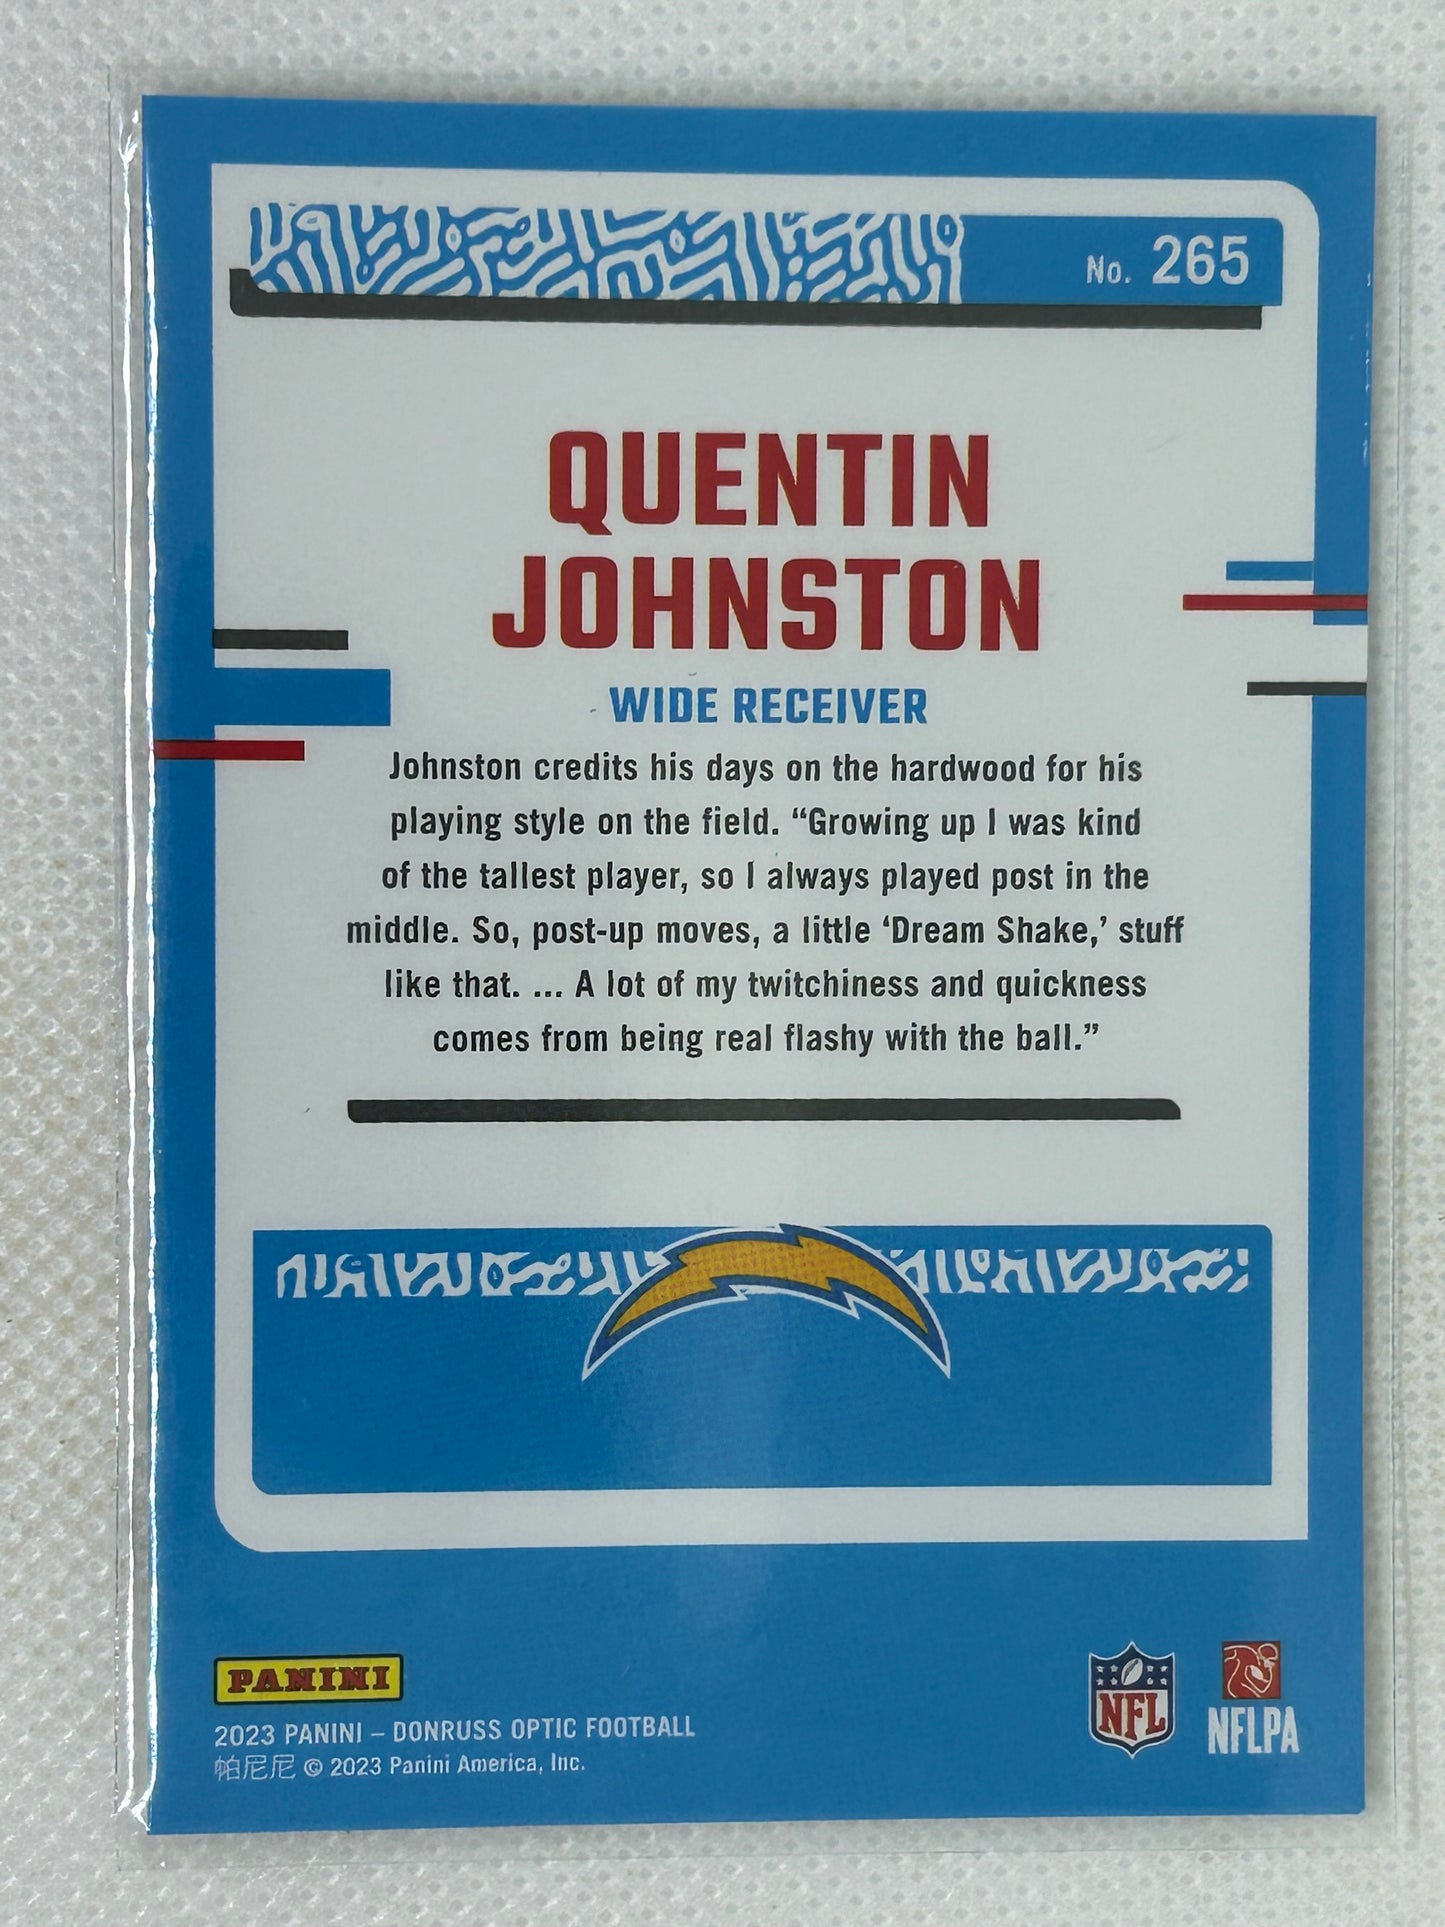 No. 265
QUENTIN
JOHNSTON
WIDE RECEIVER
Johnston credits his days on the hardwood for his
playing style on the field. “Growing up I was kind
of the tallest player, so I always played post in the
middle. So, post-up moves, a little ‘Dream Shake,’ stuff
like that. ... A lot of my twitchiness and quickness
comes from being real flashy with the ball.”
PANINI
2023 PANINI – DONRUSS OPTIC FOOTBALL
帕尼尼 © 2023 Panini America, Inc.
NFL
NFLPA